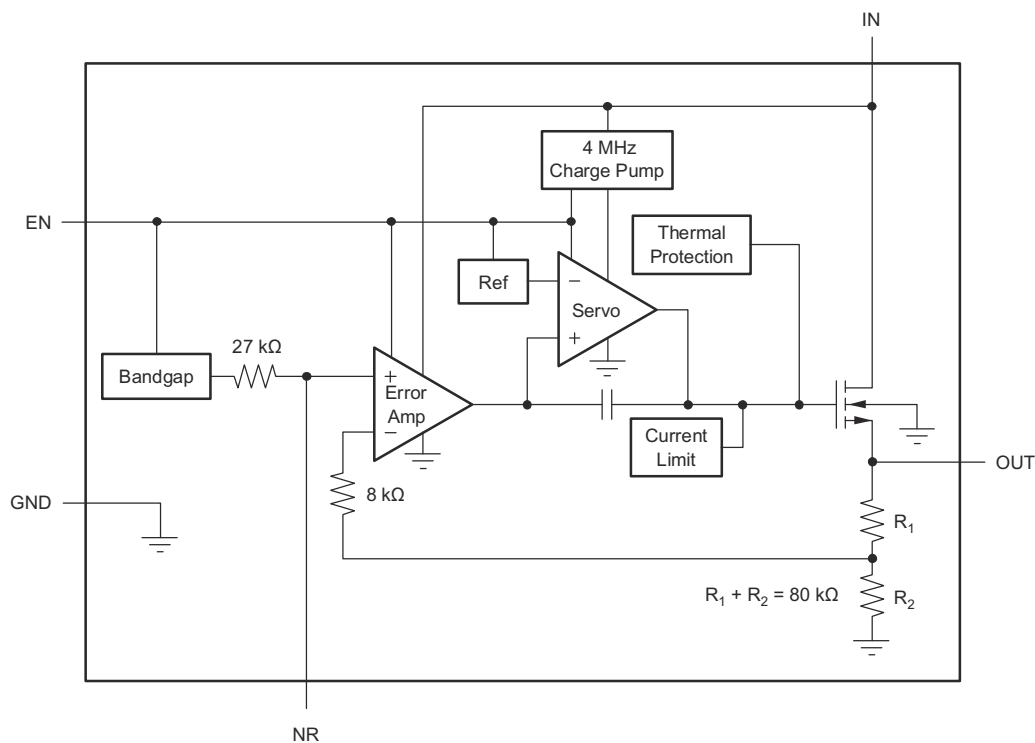 IN
4 MHz
Charge Pump
EN
Thermal
Protection
Ref
−
Servo
+
27 kΩ
Bandgap
+
Error
Amp
−
Current
Limit
OUT
8 kΩ
GND
R1
R1 + R2 = 80 kΩ
R2
NR